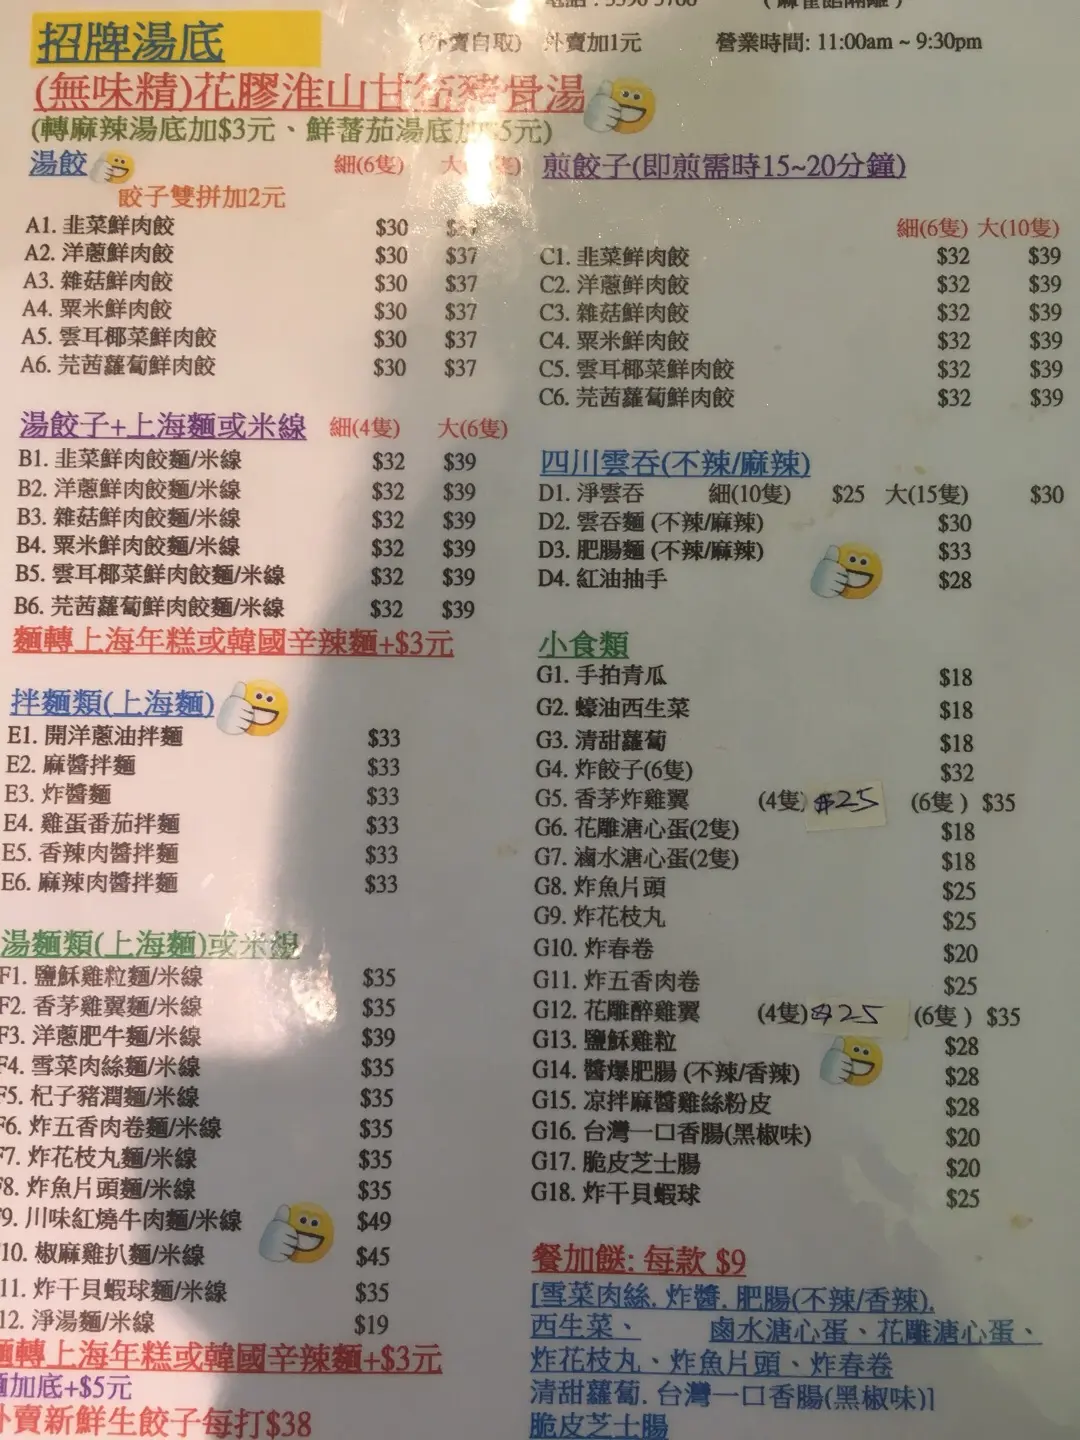 (外賣自取) 外賣加1元 營業時間: 11:00am ~ 9:30pm
招牌湯底
(無味精)花膠淮山甘筍豬骨湯
(轉麻辣湯底加$3元、鮮蕃茄湯底加$5元)
湯餃 細(6隻) 大
餃子雙拼加2元
A1. 韭菜鮮肉餃 $30
A2. 洋蔥鮮肉餃 $30 $37
A3. 雜菇鮮肉餃 $30 $37
A4. 粟米鮮肉餃 $30 $37
A5. 雲耳椰菜鮮肉餃 $30 $37
A6. 芫茜蘿蔔鮮肉餃 $30 $37
湯餃子+上海麵或米線 細(4隻) 大(6隻)
B1. 韭菜鮮肉餃麵/米線 $32 $39
B2. 洋蔥鮮肉餃麵/米線 $32 $39
B3. 雜菇鮮肉餃麵/米線 $32 $39
B4. 粟米鮮肉餃麵/米線 $32 $39
B5. 雲耳椰菜鮮肉餃麵/米線 $32 $39
B6. 芫茜蘿蔔鮮肉餃麵/米線 $32 $39
麵轉上海年糕或韓國辛辣麵+$3元
拌麵類(上海麵)
E1. 開洋蔥油拌麵 $33
E2. 麻醬拌麵 $33
E3. 炸醬麵 $33
E4. 雞蛋番茄拌麵 $33
E5. 香辣肉醬拌麵 $33
E6. 麻辣肉醬拌麵 $33
湯麵類(上海麵)或米線
F1. 鹽酥雞粒麵/米線 $35
F2. 香茅雞翼麵/米線 $35
F3. 洋蔥肥牛麵/米線 $39
F4. 雪菜肉絲麵/米線 $35
F5. 杞子豬潤麵/米線 $35
F6. 炸五香肉卷麵/米線 $35
F7. 炸花枝丸麵/米線 $35
F8. 炸魚片頭麵/米線 $35
F9. 川味紅燒牛肉麵/米線 $49
10. 椒麻雞扒麵/米線 $45
11. 炸干貝蝦球麵/米線 $35
12. 淨湯麵/米線 $19
麵轉上海年糕或韓國辛辣麵+$3元
麵加底+$5元
外賣新鮮生餃子每打$38
煎餃子(即煎需時15~20分鐘)
細(6隻) 大(10隻)
C1. 韭菜鮮肉餃 $32 $39
C2. 洋蔥鮮肉餃 $32 $39
C3. 雜菇鮮肉餃 $32 $39
C4. 粟米鮮肉餃 $32 $39
C5. 雲耳椰菜鮮肉餃 $32 $39
C6. 芫茜蘿蔔鮮肉餃 $32 $39
四川雲吞(不辣/麻辣)
D1. 淨雲吞 細(10隻) $25 大(15隻) $30
D2. 雲吞麵 (不辣/麻辣) $30
D3. 肥腸麵 (不辣/麻辣) $33
D4. 紅油抽手 $28
小食類
G1. 手拍青瓜 $18
G2. 蠔油西生菜 $18
G3. 清甜蘿蔔 $18
G4. 炸餃子(6隻) $32
G5. 香茅炸雞翼 (4隻) $25 (6隻) $35
G6. 花雕溏心蛋(2隻) $18
G7. 滷水溏心蛋(2隻) $18
G8. 炸魚片頭 $25
G9. 炸花枝丸 $25
G10. 炸春卷 $20
G11. 炸五香肉卷 $25
G12. 花雕醉雞翼 (4隻) $25 (6隻) $35
G13. 鹽穌雞粒 $28
G14. 醬爆肥腸 (不辣/香辣) $28
G15. 凉拌麻醬雞絲粉皮 $28
G16. 台灣一口香腸(黑椒味) $20
G17. 脆皮芝士腸 $20
G18. 炸干貝蝦球 $25
餐加餸: 每款 $9
[雪菜肉絲. 炸醬. 肥腸(不辣/香辣).
西生菜、 鹵水溏心蛋、花雕溏心蛋、
炸花枝丸、炸魚片頭、炸春卷
清甜蘿蔔. 台灣一口香腸(黑椒味)]
脆皮芝士腸